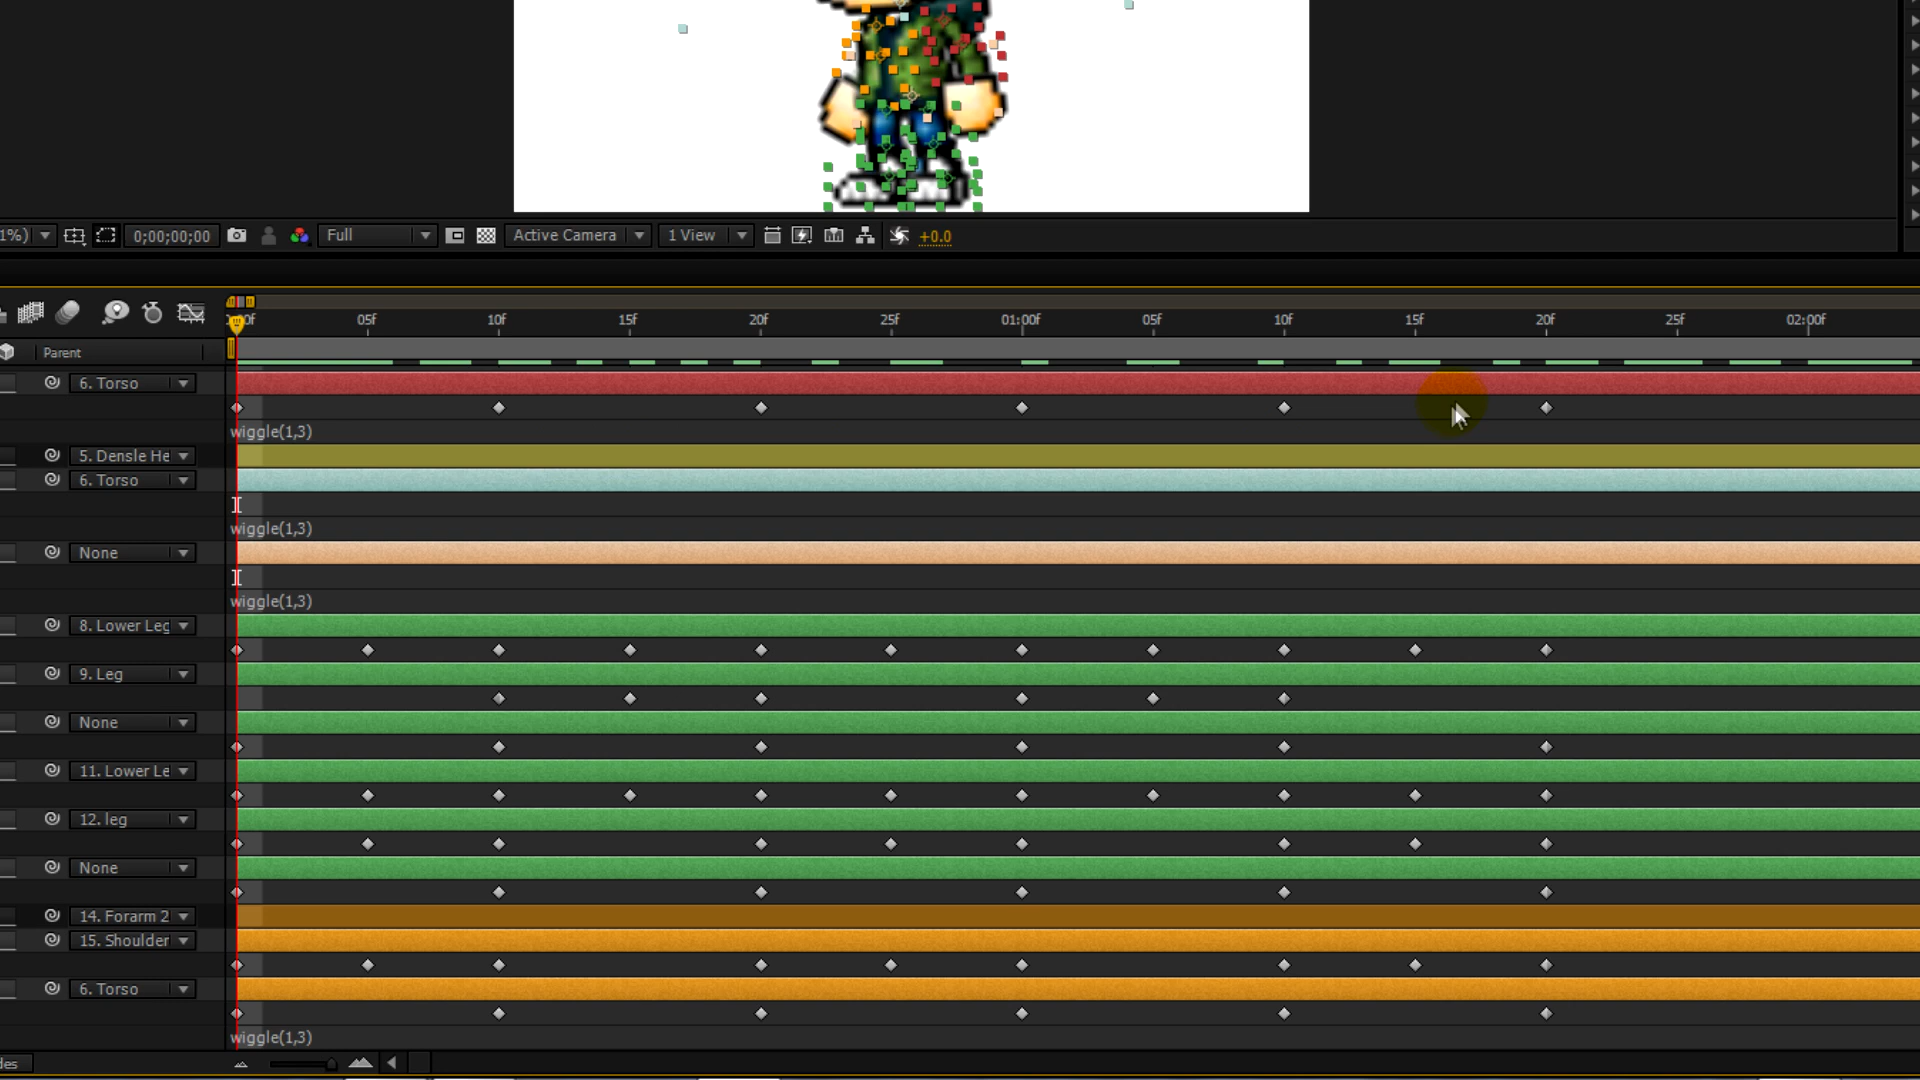 1%) 0;00;00;00 Full Active Camera 1 View +0.0
05f 10f 15f 20f 25f 01:00f 05f 10f 15f 20f 25f 02:00f
Parent
6. Torso
wiggle(1,3)
5. Densle He
6. Torso
wiggle(1,3)
None
wiggle(1,3)
8. Lower Leg
9. Leg
None
11. Lower Le
12. leg
None
14. Forarm 2
15. Shoulder
6. Torso
wiggle(1,3)